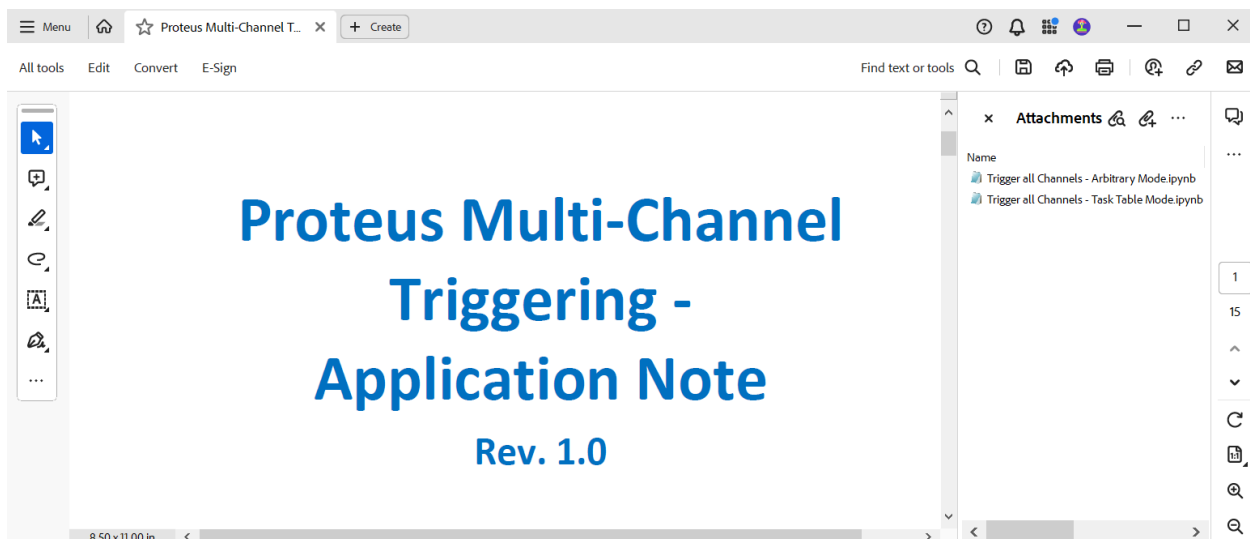 Menu
Proteus Multi-Channel T...
+ Create
All tools
Edit
Convert
E-Sign
Find text or tools
Proteus Multi-Channel
Triggering -
Application Note
Rev. 1.0
8.50 x 11.00 in
Attachments
Name
Trigger all Channels - Arbitrary Mode.ipynb
Trigger all Channels - Task Table Mode.ipynb
1
15